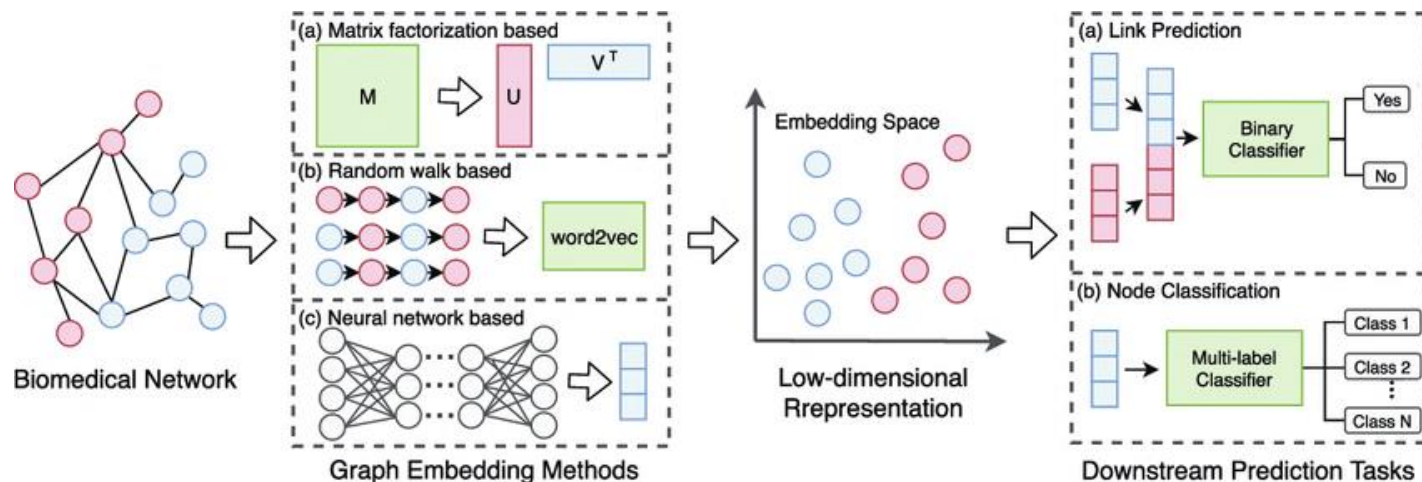 Biomedical Network
(a) Matrix factorization based
M
U
V T
(b) Random walk based
word2vec
(c) Neural network based
Graph Embedding Methods
Embedding Space
Low-dimensional
Rrepresentation
(a) Link Prediction
Binary
Classifier
Yes
No
(b) Node Classification
Multi-label
Classifier
Class 1
Class 2
Class N
Downstream Prediction Tasks